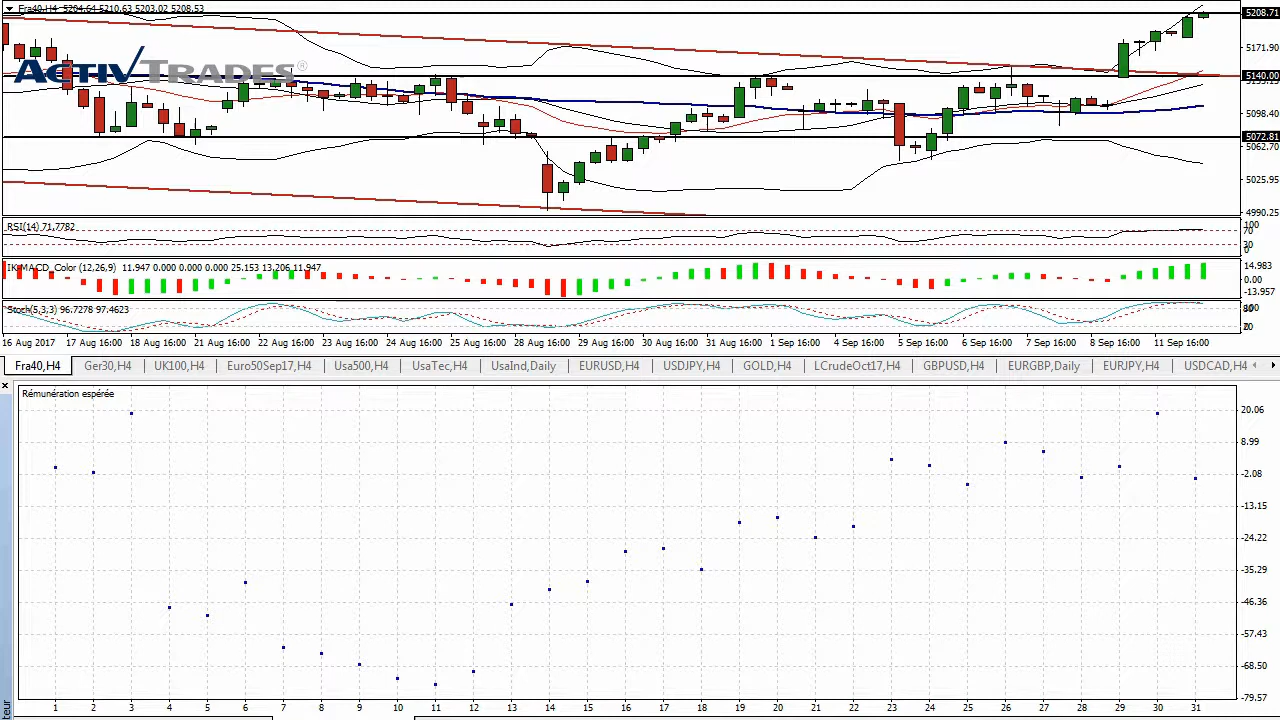 Fra40,H4 5204.64 5210.63 5203.02 5208.53
ACTIVTRADES®
5208.71
5171.90
5140.00
5098.40
5072.81
5062.70
5025.95
4990.25
RSI(14) 71.7782
100
70
30
0
IK MACD_Color (12,26,9) 11.947 0.000 0.000 0.000 25.153 13.206 11.947
14.983
0.00
-13.957
Stoch(5,3,3) 96.7278 97.4623
20
16 Aug 2017 17 Aug 16:00 18 Aug 16:00 21 Aug 16:00 22 Aug 16:00 23 Aug 16:00 24 Aug 16:00 25 Aug 16:00 28 Aug 16:00 29 Aug 16:00 30 Aug 16:00 31 Aug 16:00 1 Sep 16:00 4 Sep 16:00 5 Sep 16:00 6 Sep 16:00 7 Sep 16:00 8 Sep 16:00 11 Sep 16:00
Fra40,H4 Ger30,H4 UK100,H4 Euro50Sep17,H4 Usa500,H4 UsaTec,H4 UsaInd,Daily EURUSD,H4 USDJPY,H4 GOLD,H4 LCrudeOct17,H4 GBPUSD,H4 EURGBP,Daily EURJPY,H4 USDCAD,H4
Rémunération espérée
20.06
8.99
-2.08
-13.15
-24.22
-35.29
-46.36
-57.43
-68.50
-79.57
1 2 3 4 5 6 7 8 9 10 11 12 13 14 15 16 17 18 19 20 21 22 23 24 25 26 27 28 29 30 31